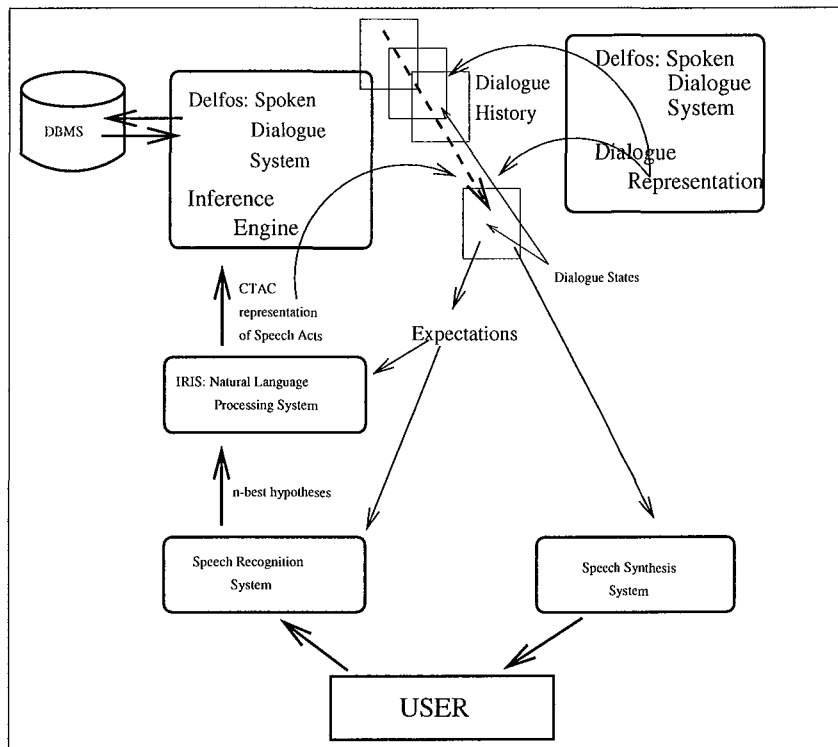 DBMS
Delfos: Spoken
Dialogue
System
Inference
Engine
Dialogue
History
Delfos: Spoken
Dialogue
System
Dialogue
Representation
Dialogue States
CTAC
representation
of Speech Acts
Expectations
IRIS: Natural Language
Processing System
n-best hypotheses
Speech Recognition
System
Speech Synthesis
System
USER